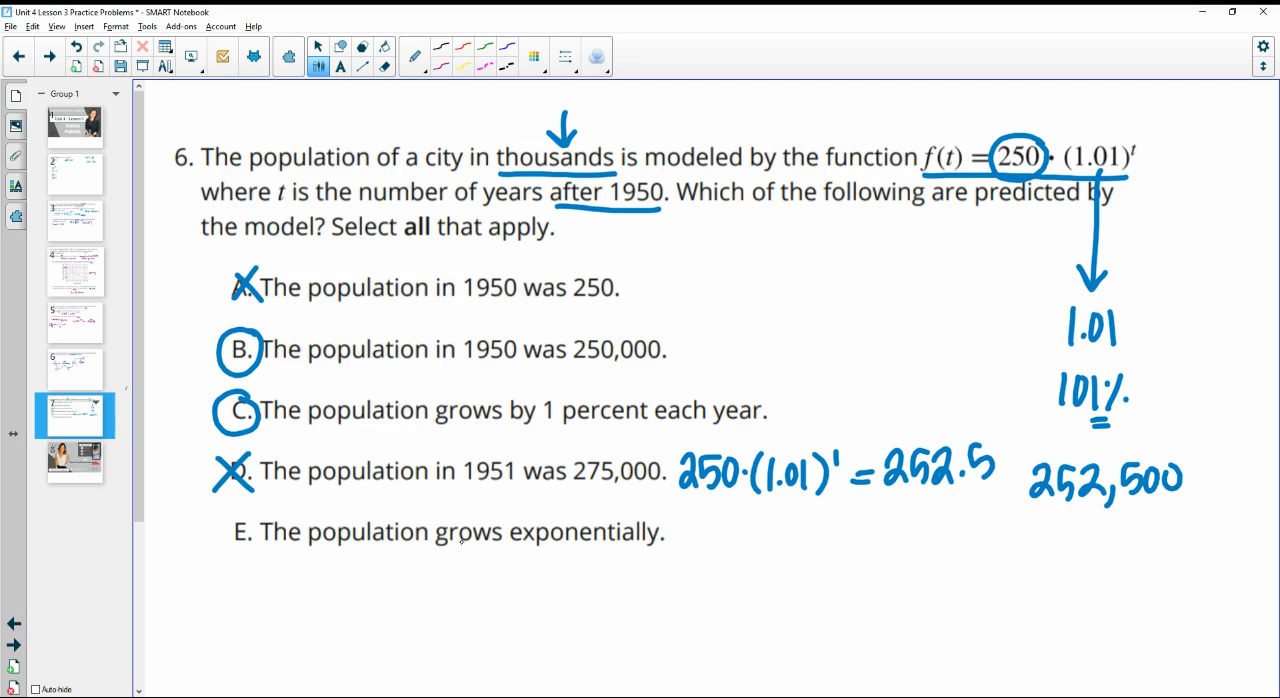 Unit 4 Lesson 3 Practice Problems * - SMART Notebook
File Edit View Insert Format Tools Add-ons Account Help
Group 1
6. The population of a city in thousands is modeled by the function f(t) = 250 · (1.01)^t
where t is the number of years after 1950. Which of the following are predicted by
the model? Select all that apply.
A. The population in 1950 was 250.
1.01
B. The population in 1950 was 250,000.
101%
C. The population grows by 1 percent each year.
D. The population in 1951 was 275,000. 250·(1.01)^1 = 252.5 252,500
E. The population grows exponentially.
Auto-hide